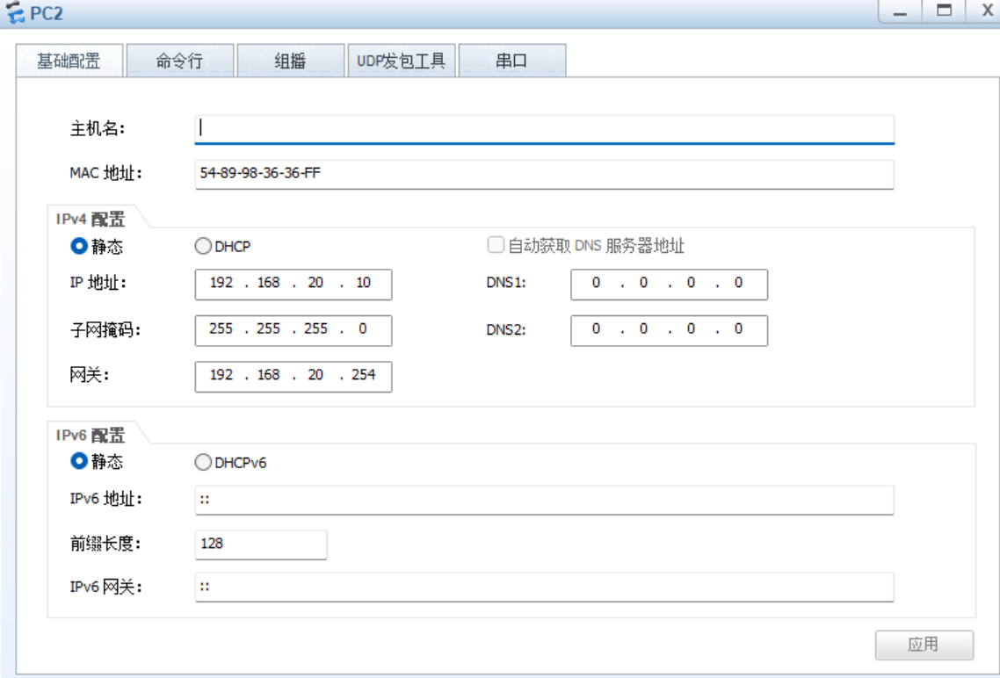 PC2
基础配置 命令行 组播 UDP发包工具 串口
主机名:
MAC 地址: 54-89-98-36-36-FF
IPv4 配置
静态 DHCP 自动获取 DNS 服务器地址
IP 地址: 192 . 168 . 20 . 10 DNS1: 0 . 0 . 0 . 0
子网掩码: 255 . 255 . 255 . 0 DNS2: 0 . 0 . 0 . 0
网关: 192 . 168 . 20 . 254
IPv6 配置
静态 DHCPv6
IPv6 地址: ::
前缀长度: 128
IPv6 网关: ::
应用